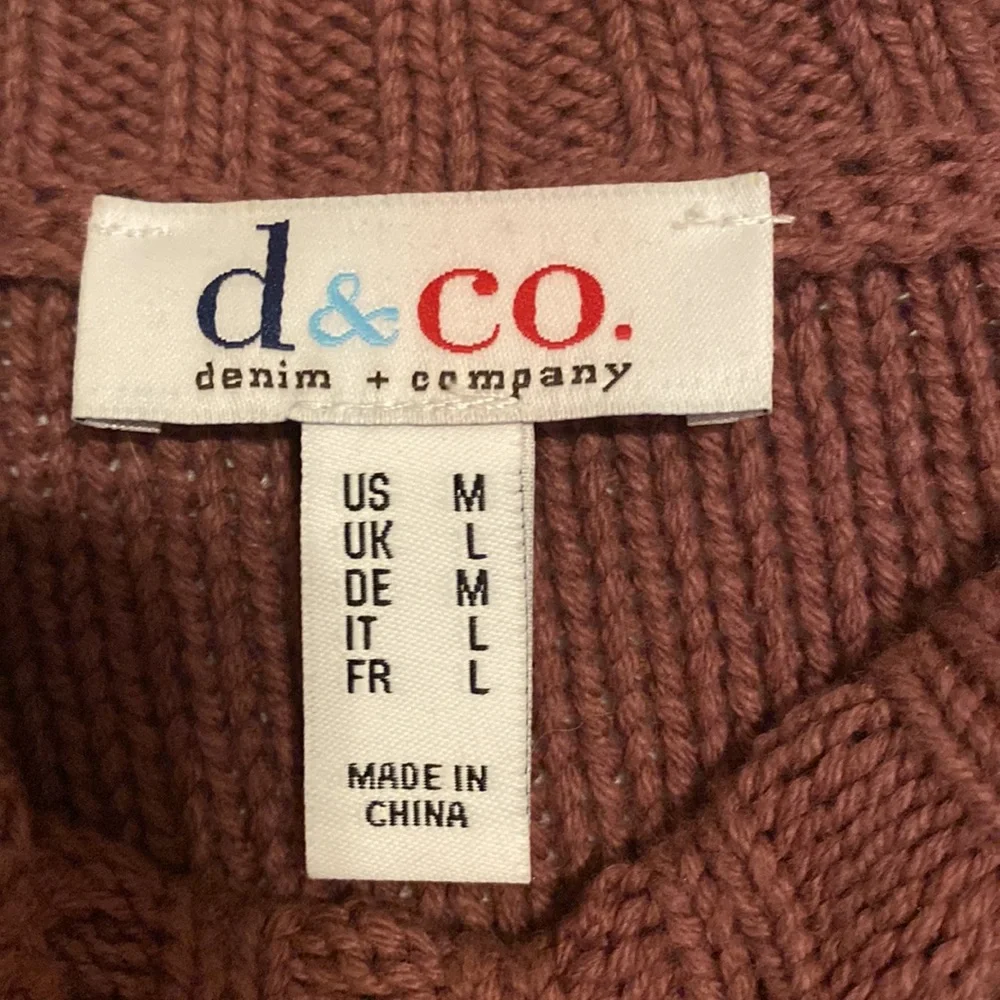 d&co.
denim + company
US M
UK L
DE M
IT L
FR L
MADE IN
CHINA